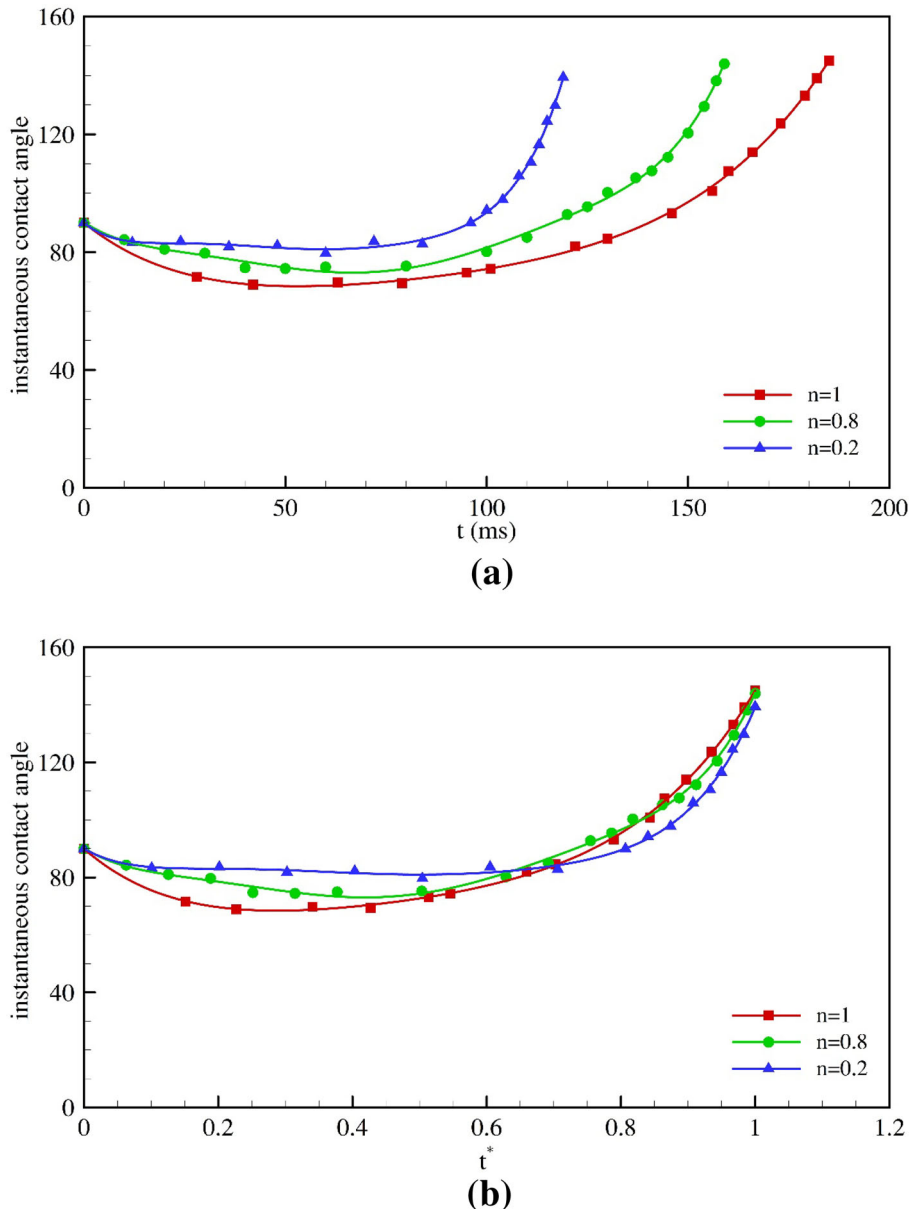 160
120
80
40
0
instantaneous contact angle
n=1
n=0.8
n=0.2
0 50 100 150 200
t (ms)
(a)
160
120
80
40
0
instantaneous contact angle
n=1
n=0.8
n=0.2
0 0.2 0.4 0.6 0.8 1 1.2
t*
(b)